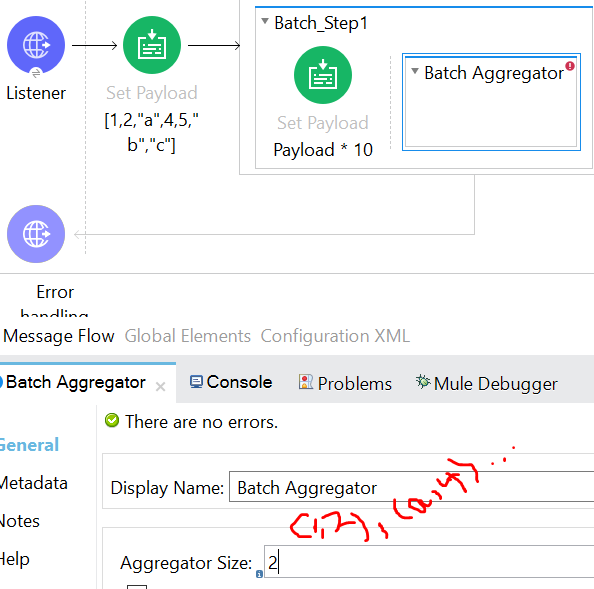 Batch_Step1
Batch Aggregator
Listener
Set Payload
[1,2,"a",4,5,"
b","c"]
Set Payload
Payload * 10
Error
handling
Message Flow Global Elements Configuration XML
Batch Aggregator Console Problems Mule Debugger
There are no errors.
General
Metadata
Notes
Help
Display Name: Batch Aggregator
(1,2), (a,4) ...
Aggregator Size: 2